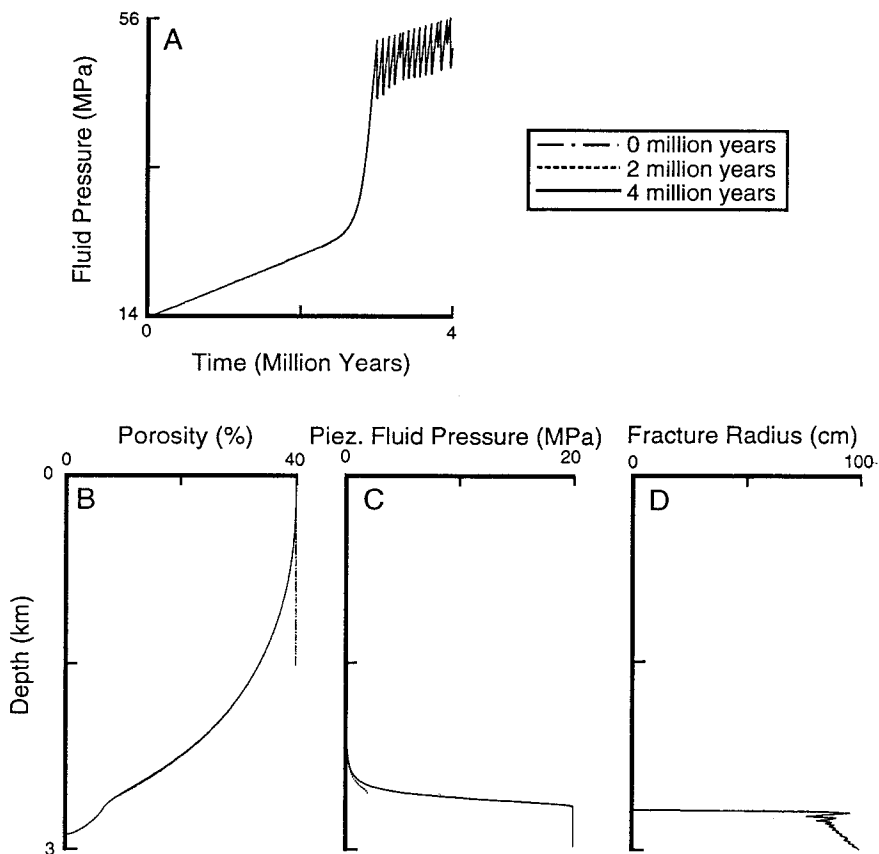 A
56
14
Fluid Pressure (MPa)
0
4
Time (Million Years)
0 million years
2 million years
4 million years
Porosity (%)
0
40
B
0
3
Depth (km)
Piez. Fluid Pressure (MPa)
0
20
C
Fracture Radius (cm)
0
100
D